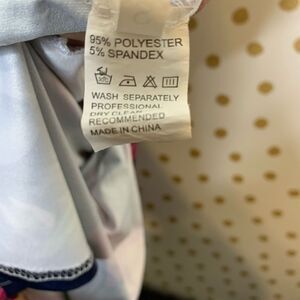 95% POLYESTER
5% SPANDEX
WASH SEPARATELY
PROFESSIONAL
DRY CLEAN
RECOMMENDED
MADE IN CHINA